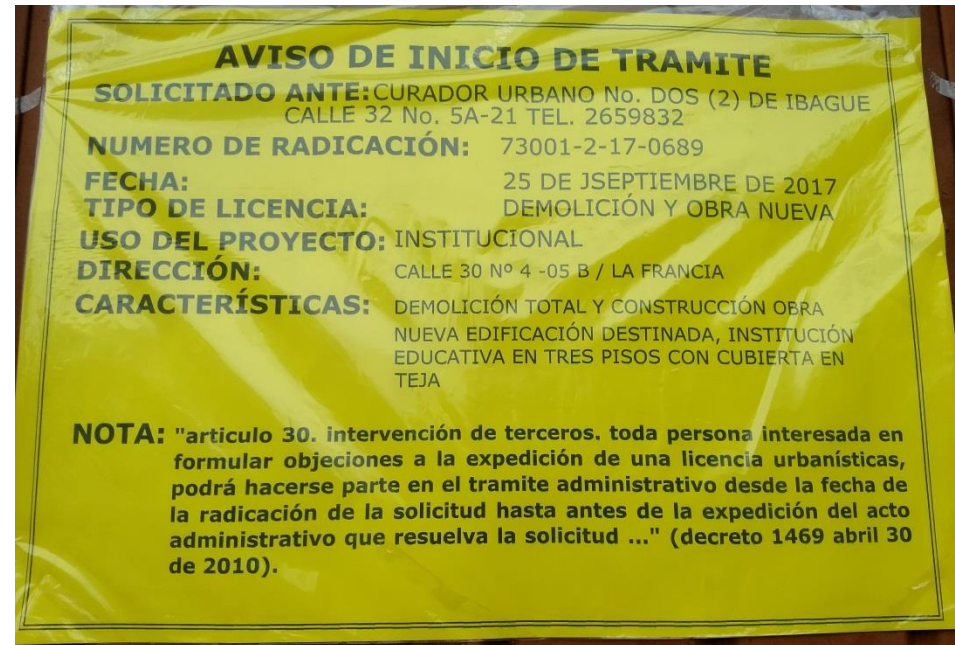 AVISO DE INICIO DE TRAMITE
SOLICITADO ANTE: CURADOR URBANO No. DOS (2) DE IBAGUE
CALLE 32 No. 5A-21 TEL. 2659832
NUMERO DE RADICACIÓN: 73001-2-17-0689
FECHA: 25 DE JSEPTIEMBRE DE 2017
TIPO DE LICENCIA: DEMOLICIÓN Y OBRA NUEVA
USO DEL PROYECTO: INSTITUCIONAL
DIRECCIÓN: CALLE 30 Nº 4 -05 B / LA FRANCIA
CARACTERÍSTICAS: DEMOLICIÓN TOTAL Y CONSTRUCCIÓN OBRA
NUEVA EDIFICACIÓN DESTINADA, INSTITUCIÓN
EDUCATIVA EN TRES PISOS CON CUBIERTA EN
TEJA
NOTA: "articulo 30. intervención de terceros. toda persona interesada en
formular objeciones a la expedición de una licencia urbanísticas,
podrá hacerse parte en el tramite administrativo desde la fecha de
la radicación de la solicitud hasta antes de la expedición del acto
administrativo que resuelva la solicitud ..." (decreto 1469 abril 30
de 2010).